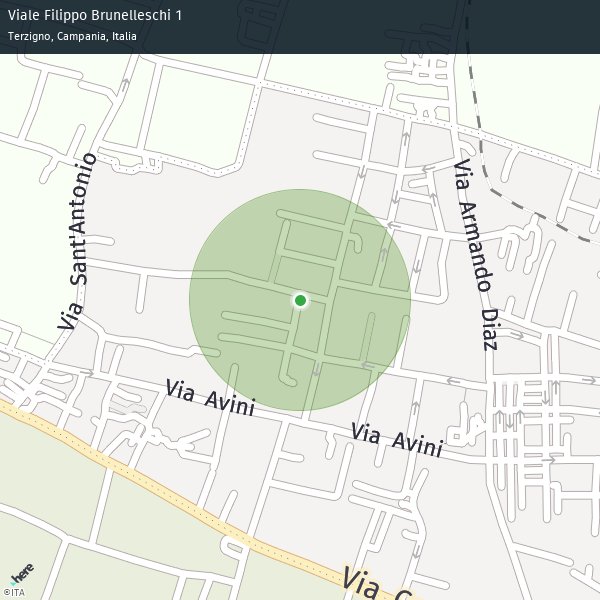 Viale Filippo Brunelleschi 1
Terzigno, Campania, Italia
Via Sant'Antonio
Via Armando Diaz
Via Avini
Via Avini
Via
here
©ITA